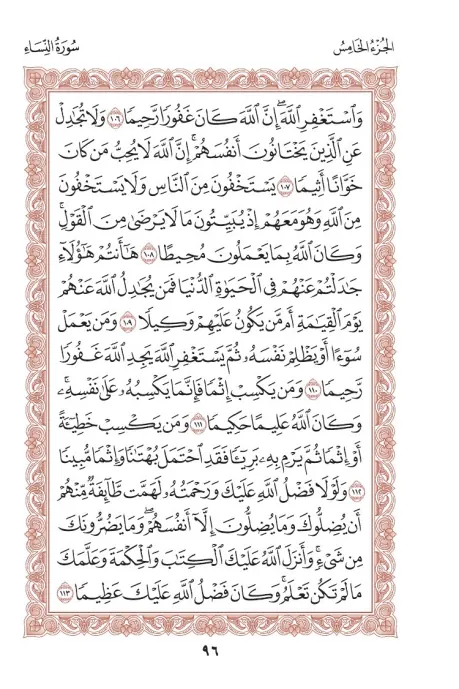 الجُزْءُ الخَامِسُ
سُورَةُ النِّسَاءِ
وَٱسْتَغْفِرِ ٱللَّهَۖ إِنَّ ٱللَّهَ كَانَ غَفُورًا رَّحِيمًا ١٠٦ وَلَا تُجَٰدِلْ
عَنِ ٱلَّذِينَ يَخْتَانُونَ أَنفُسَهُمْۚ إِنَّ ٱللَّهَ لَا يُحِبُّ مَن كَانَ
خَوَّانًا أَثِيمًا ١٠٧ يَسْتَخْفُونَ مِنَ ٱلنَّاسِ وَلَا يَسْتَخْفُونَ
مِنَ ٱللَّهِ وَهُوَ مَعَهُمْ إِذْ يُبَيِّتُونَ مَا لَا يَرْضَىٰ مِنَ ٱلْقَوْلِۚ
وَكَانَ ٱللَّهُ بِمَا يَعْمَلُونَ مُحِيطًا ١٠٨ هَٰٓأَنتُمْ هَٰٓؤُلَآءِ
جَٰدَلْتُمْ عَنْهُمْ فِي ٱلْحَيَوٰةِ ٱلدُّنْيَا فَمَن يُجَٰدِلُ ٱللَّهَ عَنْهُمْ
يَوْمَ ٱلْقِيَٰمَةِ أَم مَّن يَكُونُ عَلَيْهِمْ وَكِيلًا ١٠٩ وَمَن يَعْمَلْ
سُوٓءًا أَوْ يَظْلِمْ نَفْسَهُۥ ثُمَّ يَسْتَغْفِرِ ٱللَّهَ يَجِدِ ٱللَّهَ غَفُورًا
رَّحِيمًا ١١٠ وَمَن يَكْسِبْ إِثْمًا فَإِنَّمَا يَكْسِبُهُۥ عَلَىٰ نَفْسِهِۦۚ
وَكَانَ ٱللَّهُ عَلِيمًا حَكِيمًا ١١١ وَمَن يَكْسِبْ خَطِيٓـَٔةً
أَوْ إِثْمًا ثُمَّ يَرْمِ بِهِۦ بَرِيٓـًٔا فَقَدِ ٱحْتَمَلَ بُهْتَٰنًا وَإِثْمًا مُّبِينًا
١١٢ وَلَوْلَا فَضْلُ ٱللَّهِ عَلَيْكَ وَرَحْمَتُهُۥ لَهَمَّت طَّآئِفَةٌ مِّنْهُمْ
أَن يُضِلُّوكَ وَمَا يُضِلُّونَ إِلَّآ أَنفُسَهُمْۖ وَمَا يَضُرُّونَكَ
مِن شَيْءٍۚ وَأَنزَلَ ٱللَّهُ عَلَيْكَ ٱلْكِتَٰبَ وَٱلْحِكْمَةَ وَعَلَّمَكَ
مَا لَمْ تَكُن تَعْلَمُۚ وَكَانَ فَضْلُ ٱللَّهِ عَلَيْكَ عَظِيمًا ١١٣
٩٦